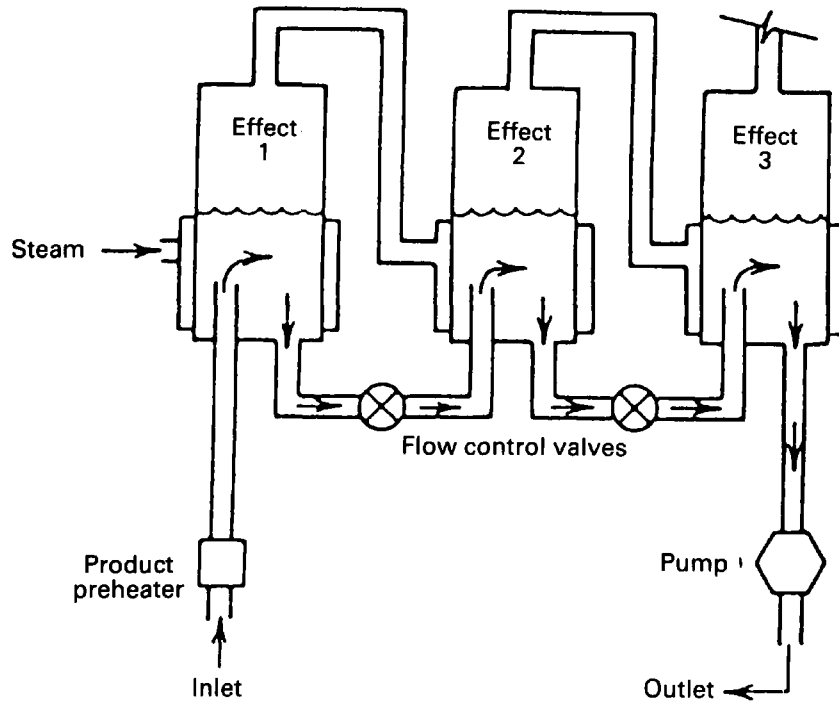 Effect
1
Effect
2
Effect
3
Steam
Flow control valves
Product
preheater
Pump
Inlet
Outlet